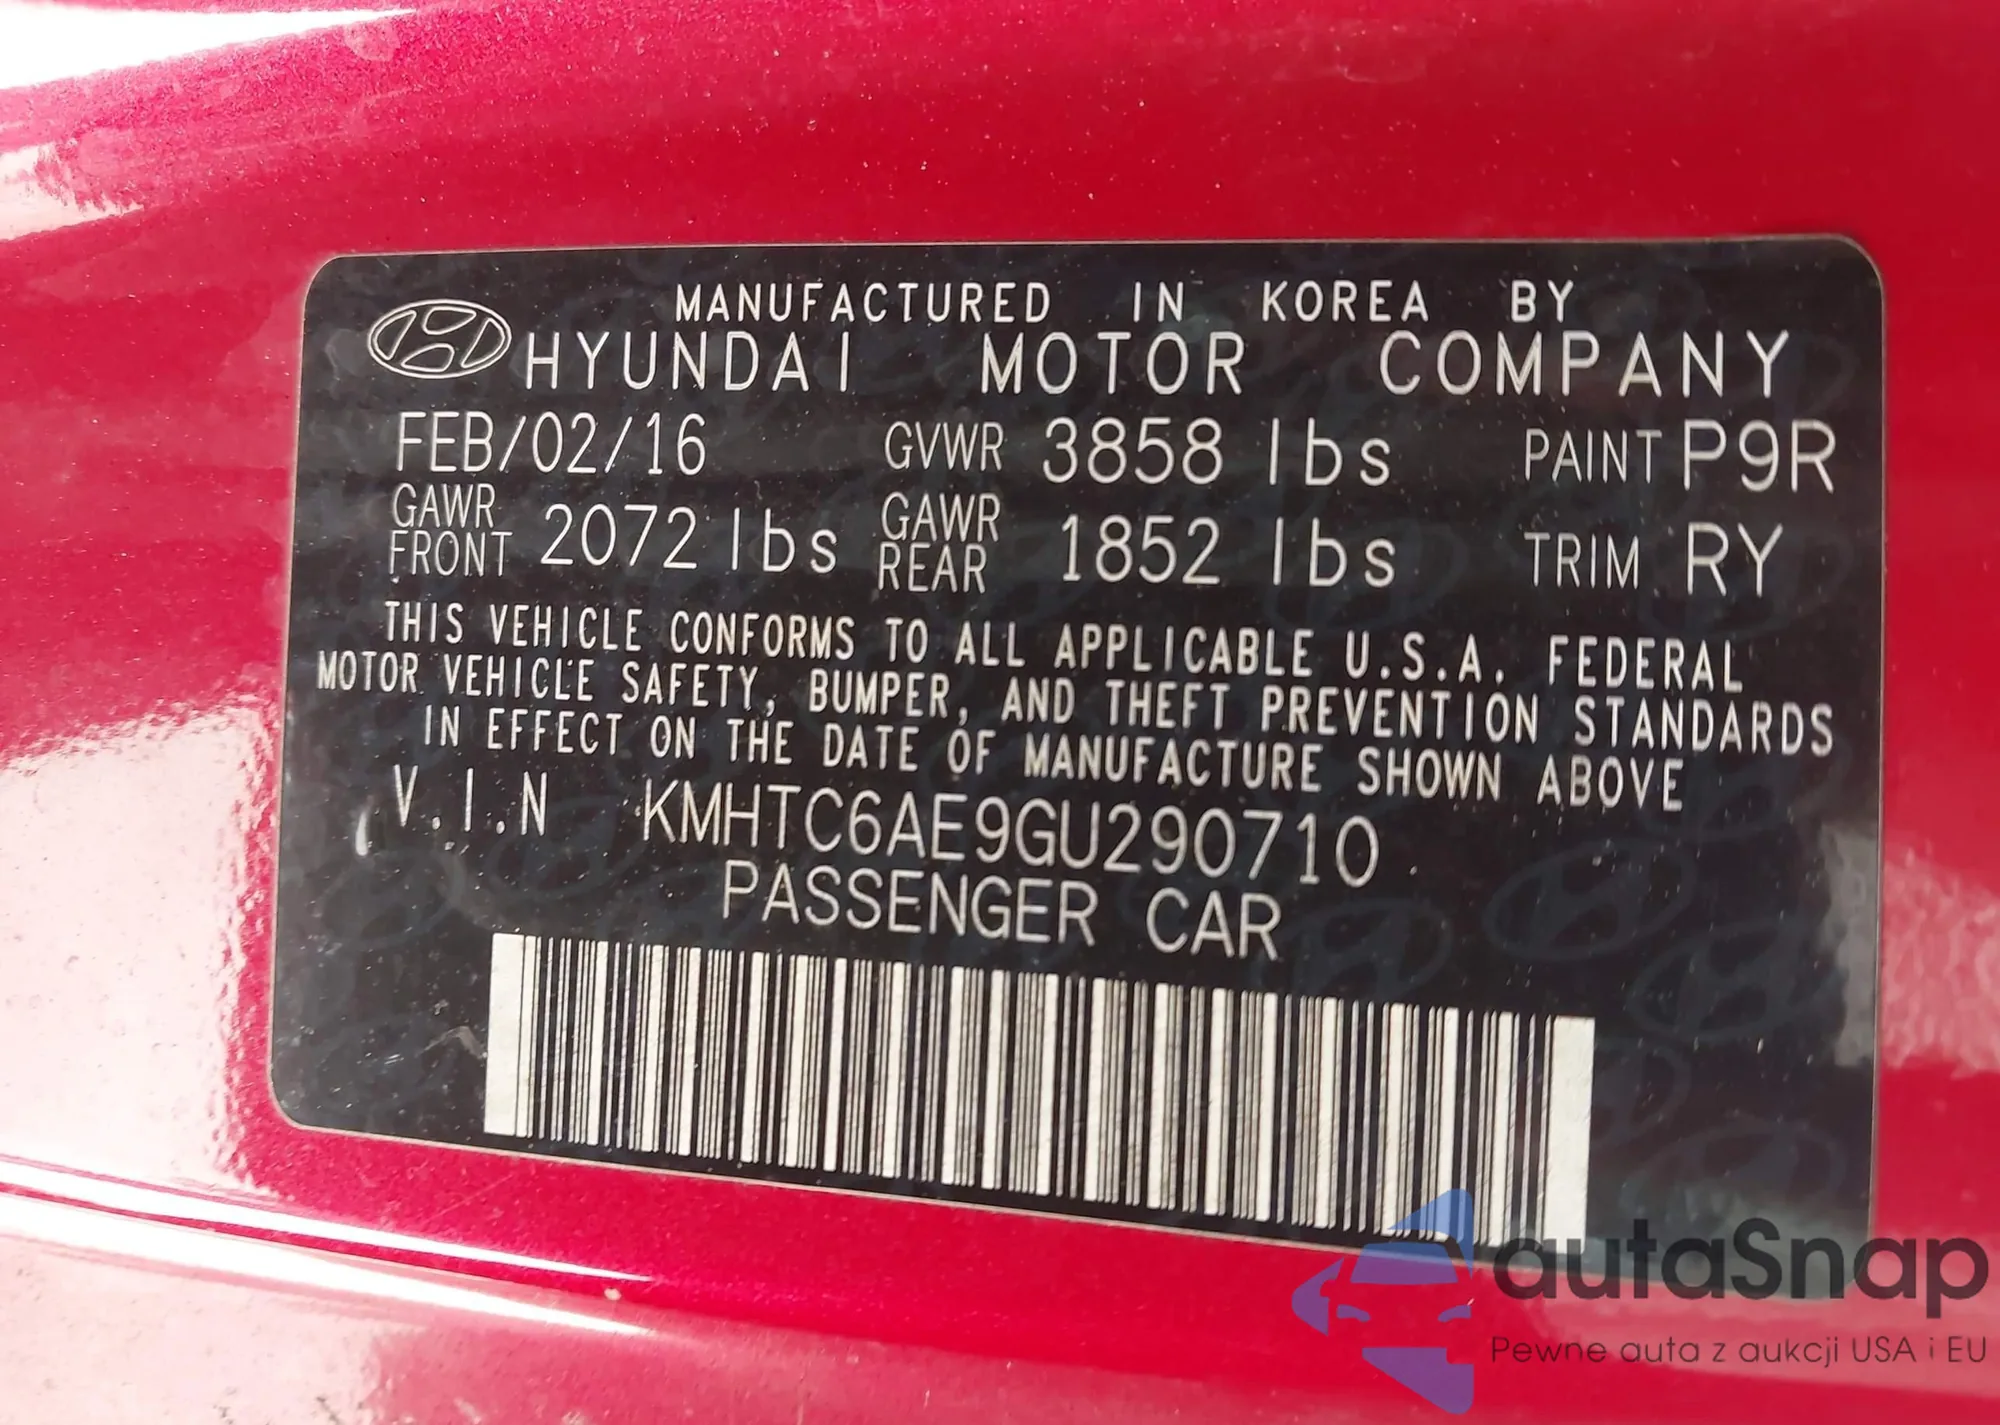 MANUFACTURED IN KOREA BY
HYUNDAI MOTOR COMPANY
FEB/02/16 GVWR 3858 lbs PAINT P9R
GAWR FRONT 2072 lbs GAWR REAR 1852 lbs TRIM RY
THIS VEHICLE CONFORMS TO ALL APPLICABLE U.S.A. FEDERAL
MOTOR VEHICLE SAFETY, BUMPER, AND THEFT PREVENTION STANDARDS
IN EFFECT ON THE DATE OF MANUFACTURE SHOWN ABOVE
V.I.N KMHTC6AE9GU290710
PASSENGER CAR
autaSnap
Pewne auta z aukcji USA i EU